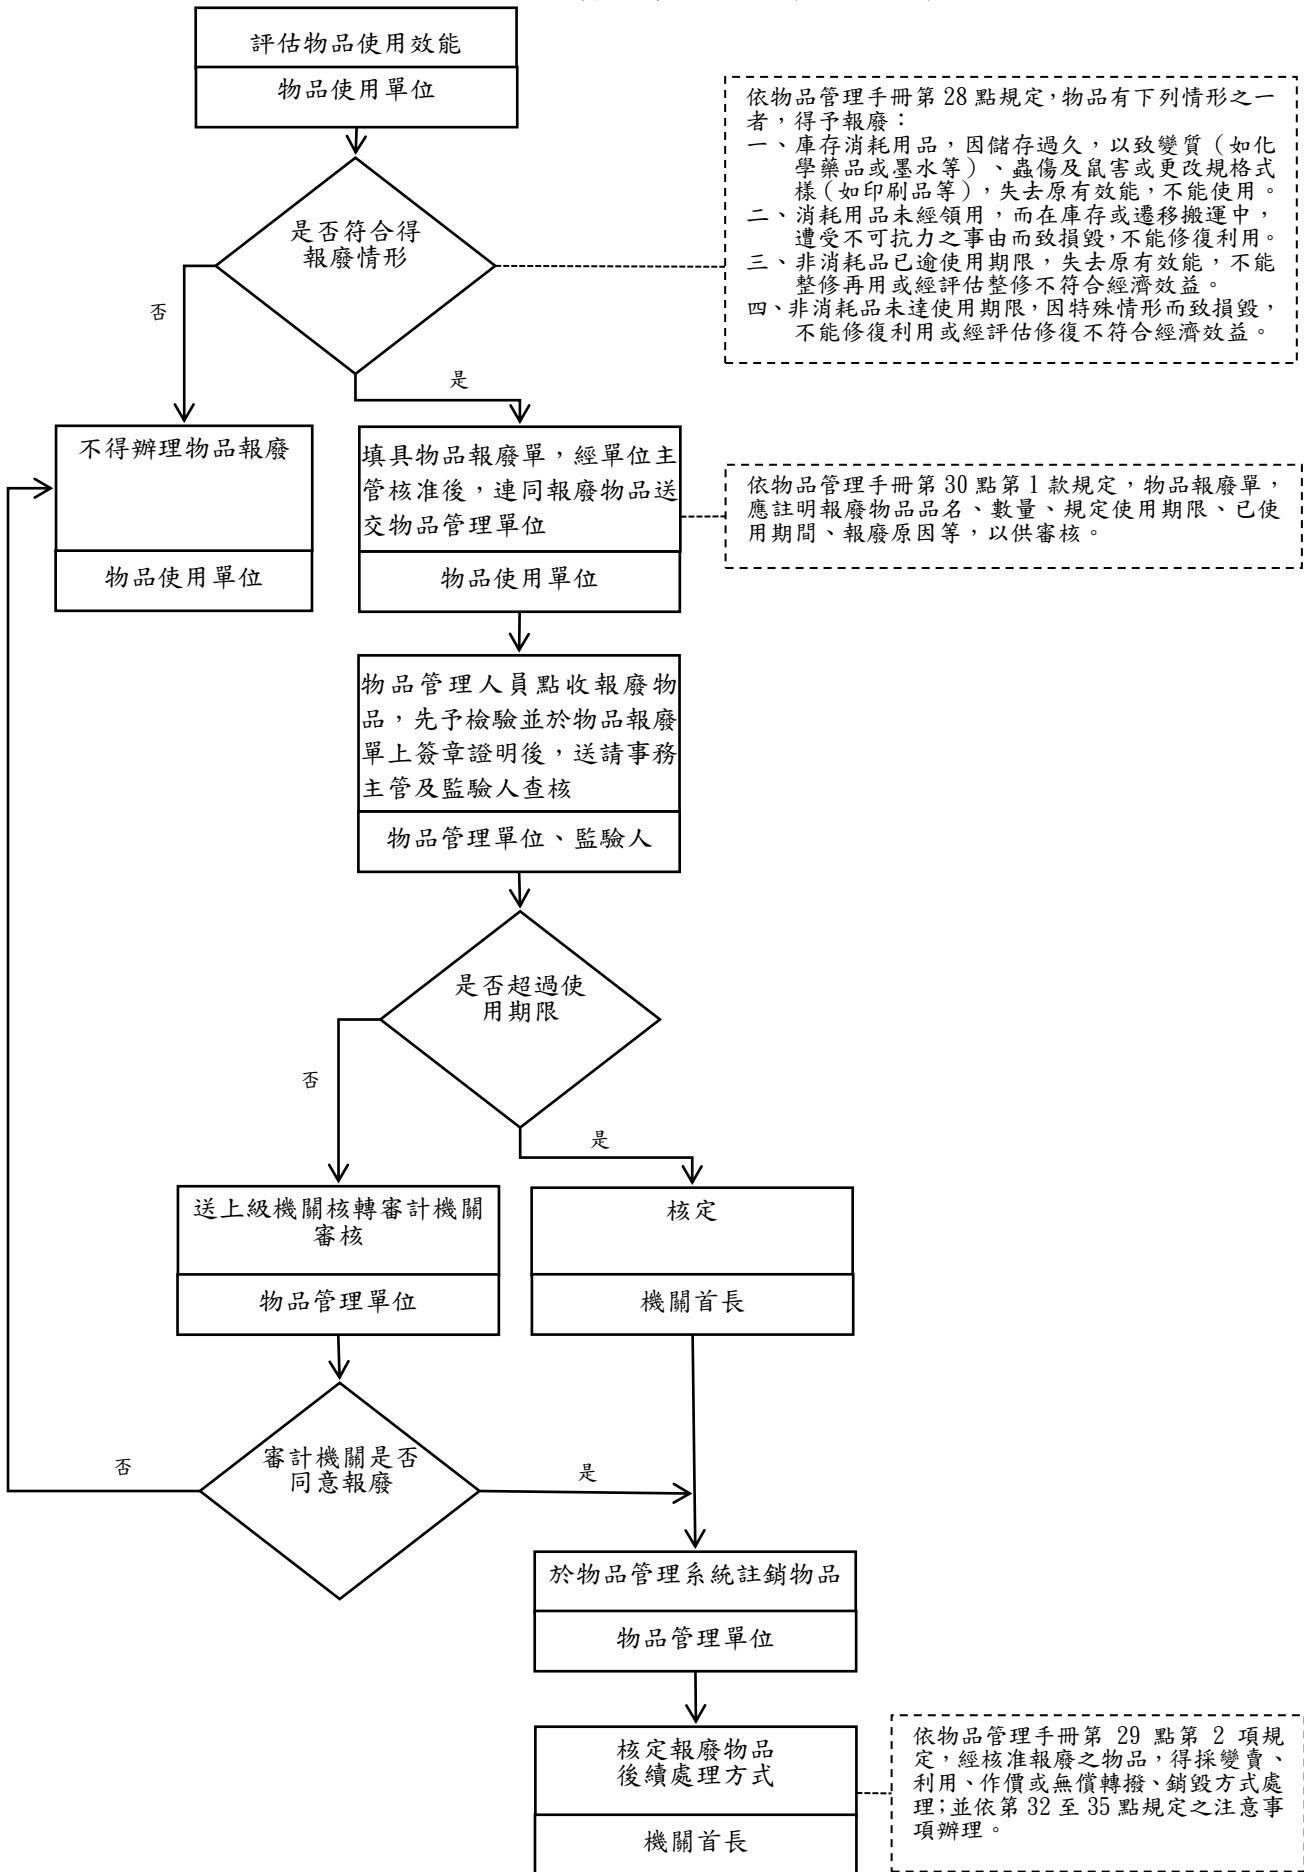 評估物品使用效能
物品使用單位
依物品管理手冊第 28 點規定，物品有下列情形之一
者，得予報廢：
一、庫存消耗用品，因儲存過久，以致變質（如化
學藥品或墨水等）、蟲傷及鼠害或更改規格式
樣（如印刷品等），失去原有效能，不能使用。
二、消耗用品未經領用，而在庫存或遷移搬運中，
遭受不可抗力之事由而致損毀，不能修復利用。
三、非消耗品已逾使用期限，失去原有效能，不能
整修再用或經評估整修不符合經濟效益。
四、非消耗品未達使用期限，因特殊情形而致損毀，
不能修復利用或經評估修復不符合經濟效益。
是否符合得
報廢情形
否
是
不得辦理物品報廢
物品使用單位
填具物品報廢單，經單位主
管核准後，連同報廢物品送
交物品管理單位
物品使用單位
依物品管理手冊第 30 點第 1 款規定，物品報廢單，
應註明報廢物品品名、數量、規定使用期限、已使
用期間、報廢原因等，以供審核。
物品管理人員點收報廢物
品，先予檢驗並於物品報廢
單上簽章證明後，送請事務
主管及監驗人查核
物品管理單位、監驗人
是否超過使
用期限
否
是
送上級機關核轉審計機關
審核
物品管理單位
核定
機關首長
審計機關是否
同意報廢
否
是
於物品管理系統註銷物品
物品管理單位
核定報廢物品
後續處理方式
機關首長
依物品管理手冊第 29 點第 2 項規
定，經核准報廢之物品，得採變賣、
利用、作價或無償轉撥、銷毀方式處
理；並依第 32 至 35 點規定之注意事
項辦理。